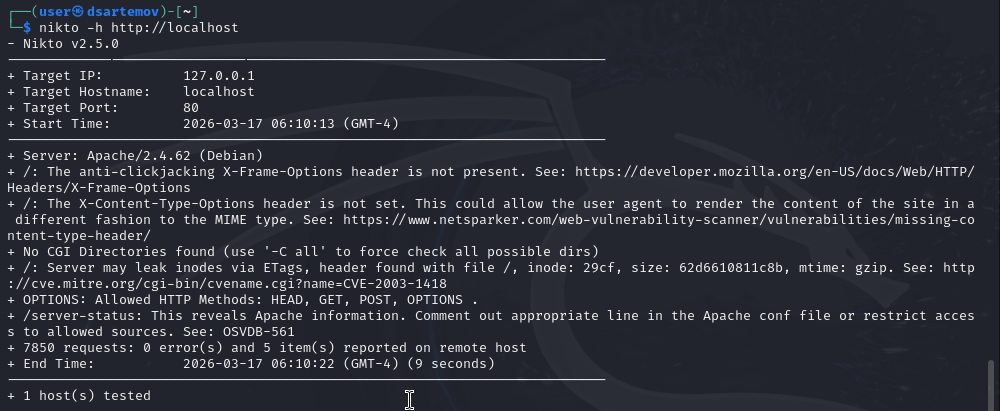 ┌──(user㉿dsartemov)-[~]
└─$ nikto -h http://localhost
- Nikto v2.5.0
---------------------------------------------------------------------------
+ Target IP:          127.0.0.1
+ Target Hostname:    localhost
+ Target Port:        80
+ Start Time:         2026-03-17 06:10:13 (GMT-4)
---------------------------------------------------------------------------
+ Server: Apache/2.4.62 (Debian)
+ /: The anti-clickjacking X-Frame-Options header is not present. See: https://developer.mozilla.org/en-US/docs/Web/HTTP/
Headers/X-Frame-Options
+ /: The X-Content-Type-Options header is not set. This could allow the user agent to render the content of the site in a
 different fashion to the MIME type. See: https://www.netsparker.com/web-vulnerability-scanner/vulnerabilities/missing-co
ntent-type-header/
+ No CGI Directories found (use '-C all' to force check all possible dirs)
+ /: Server may leak inodes via ETags, header found with file /, inode: 29cf, size: 62d6610811c8b, mtime: gzip. See: http
://cve.mitre.org/cgi-bin/cvename.cgi?name=CVE-2003-1418
+ OPTIONS: Allowed HTTP Methods: HEAD, GET, POST, OPTIONS .
+ /server-status: This reveals Apache information. Comment out appropriate line in the Apache conf file or restrict acces
s to allowed sources. See: OSVDB-561
+ 7850 requests: 0 error(s) and 5 item(s) reported on remote host
+ End Time:           2026-03-17 06:10:22 (GMT-4) (9 seconds)
---------------------------------------------------------------------------
+ 1 host(s) tested